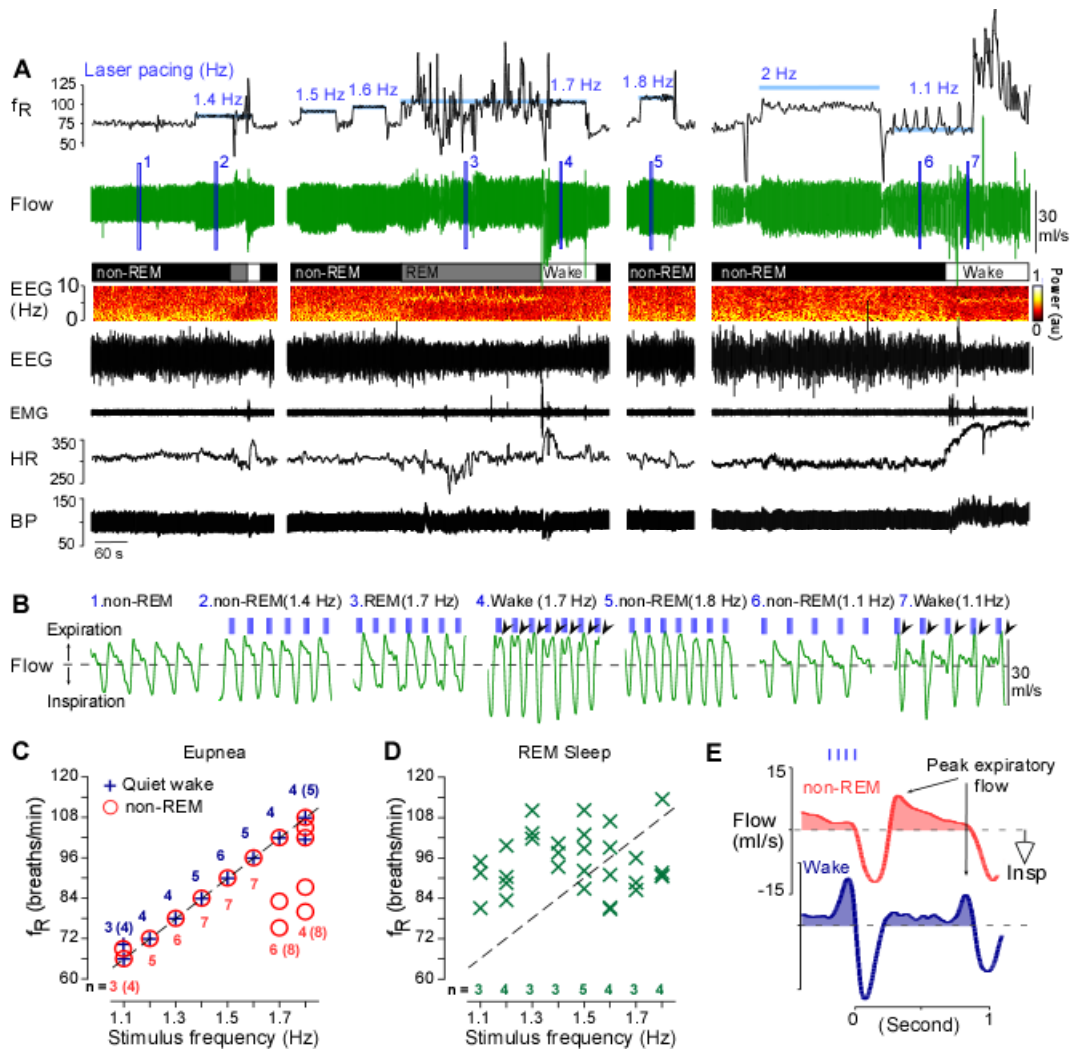 A
Laser pacing (Hz)
1.4 Hz
1.5 Hz
1.6 Hz
1.7 Hz
1.8 Hz
2 Hz
1.1 Hz
fR
125
100
75
50
1
2
3
4
5
6
7
Flow
30
ml/s
non-REM
non-REM
REM
Wake
non-REM
non-REM
Wake
EEG
(Hz)
10
0
1
0
Power (au)
EEG
EMG
HR
350
250
BP
150
50
60 s
B
1.non-REM
2.non-REM(1.4 Hz)
3.REM(1.7 Hz)
4.Wake (1.7 Hz)
5.non-REM(1.8 Hz)
6.non-REM(1.1 Hz)
7.Wake(1.1Hz)
Expiration
Flow
Inspiration
30
ml/s
C
Eupnea
Quiet wake
non-REM
fR (breaths/min)
120
108
96
84
72
60
3 (4)
4
4
5
6
5
4
4 (5)
n = 3 (4)
5
6
7
7
7
6 (8)
4 (8)
1.1
1.3
1.5
1.7
Stimulus frequency (Hz)
D
REM Sleep
fR (breaths/min)
120
108
96
84
72
60
n = 3 4 3 3 5 4 3 4
1.1
1.3
1.5
1.7
Stimulus frequency (Hz)
E
15
non-REM
Peak expiratory
flow
Flow
(ml/s)
Insp
-15
Wake
0
(Second)
1